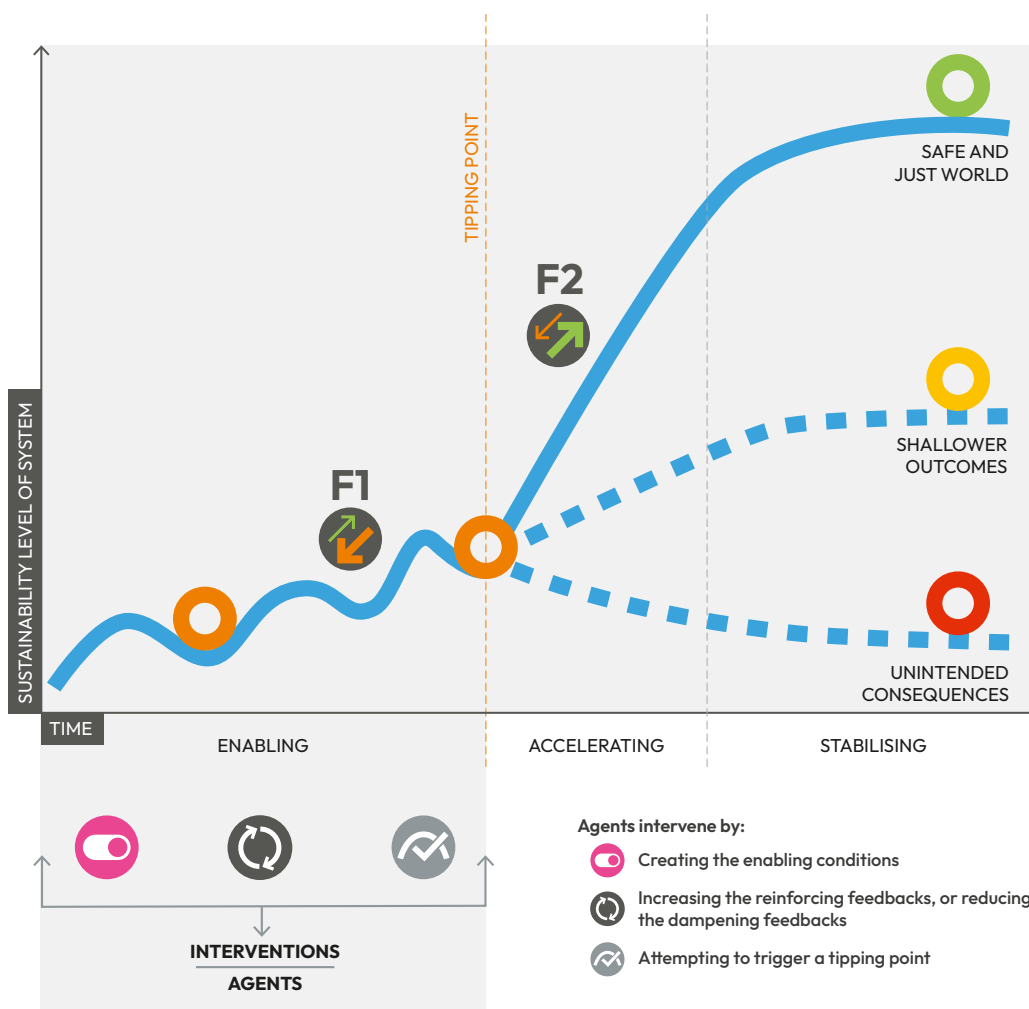 TIPPING POINT
SAFE AND
JUST WORLD
F2
SHALLOWER
OUTCOMES
F1
SUSTAINABILITY LEVEL OF SYSTEM
UNINTENDED
CONSEQUENCES
TIME
ENABLING
ACCELERATING
STABILISING
Agents intervene by:
Creating the enabling conditions
Increasing the reinforcing feedbacks, or reducing
the dampening feedbacks
Attempting to trigger a tipping point
INTERVENTIONS
AGENTS